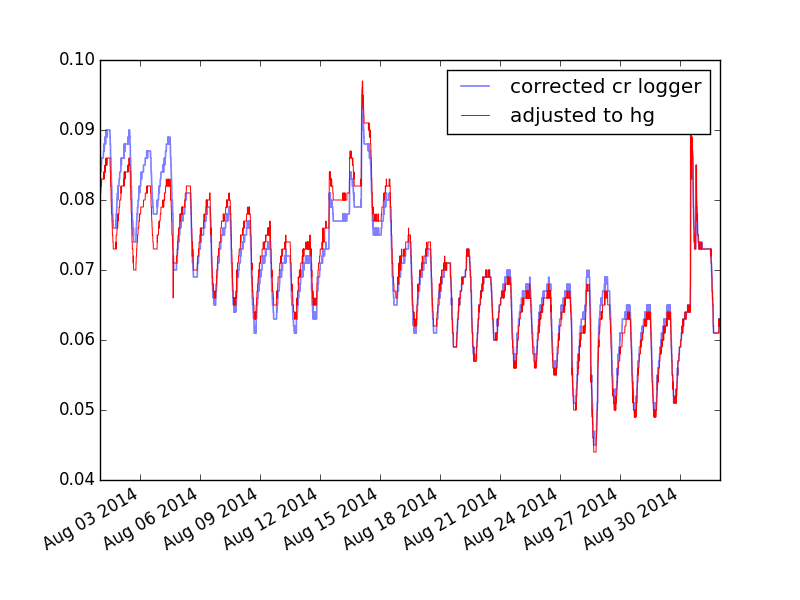 0.10
corrected cr logger
adjusted to hg
0.09
0.08
0.07
0.06
0.05
0.04
Aug 03 2014
Aug 06 2014
Aug 09 2014
Aug 12 2014
Aug 15 2014
Aug 18 2014
Aug 21 2014
Aug 24 2014
Aug 27 2014
Aug 30 2014